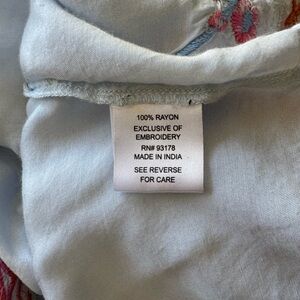 100% RAYON
EXCLUSIVE OF
EMBROIDERY
RN# 93178
MADE IN INDIA
SEE REVERSE
FOR CARE